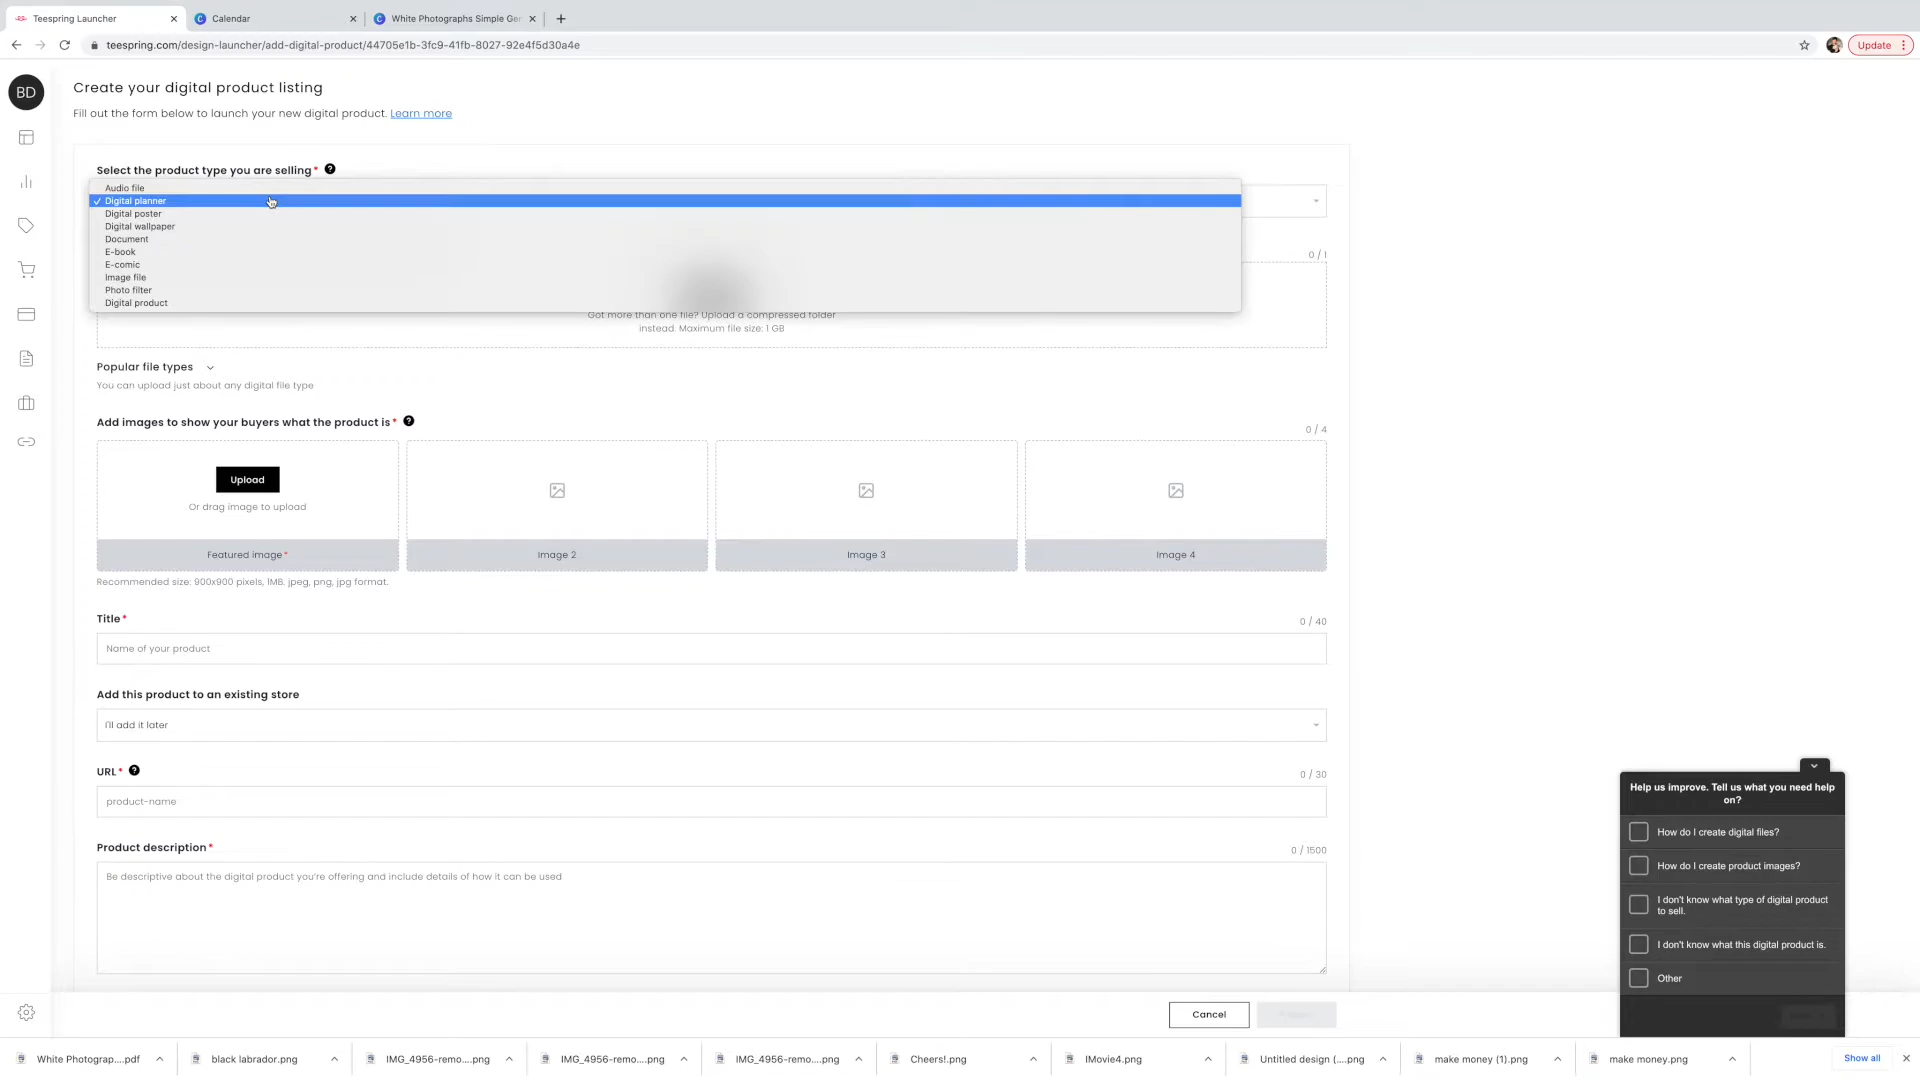 Teespring Launcher
Calendar
White Photographs Simple Ger
teespring.com/design-launcher/add-digital-product/44705e1b-3fc9-41fb-8027-92e4f5d30a4e
Update
BD
Create your digital product listing
Fill out the form below to launch your new digital product. Learn more
Select the product type you are selling*
Audio file
Digital planner
Digital poster
Digital wallpaper
Document
E-book
E-comic
Image file
Photo filter
Digital product
0 / 1
Got more than one file? Upload a compressed folder
instead. Maximum file size: 1 GB
Popular file types
You can upload just about any digital file type
Add images to show your buyers what the product is*
0 / 4
Upload
Or drag image to upload
Featured image*
Image 2
Image 3
Image 4
Recommended size: 900x900 pixels, 1MB. jpeg, png, jpg format.
Title*
0 / 40
Name of your product
Add this product to an existing store
I'll add it later
URL*
0 / 30
product-name
Product description*
0 / 1500
Be descriptive about the digital product you're offering and include details of how it can be used
Cancel
Help us improve. Tell us what you need help
on?
How do I create digital files?
How do I create product images?
I don't know what type of digital product
to sell.
I don't know what this digital product is.
Other
White Photograp....pdf
black labrador.png
IMG_4956-remo....png
IMG_4956-remo....png
IMG_4956-remo....png
Cheers!.png
IMovie4.png
Untitled design (....png
make money (1).png
make money.png
Show all